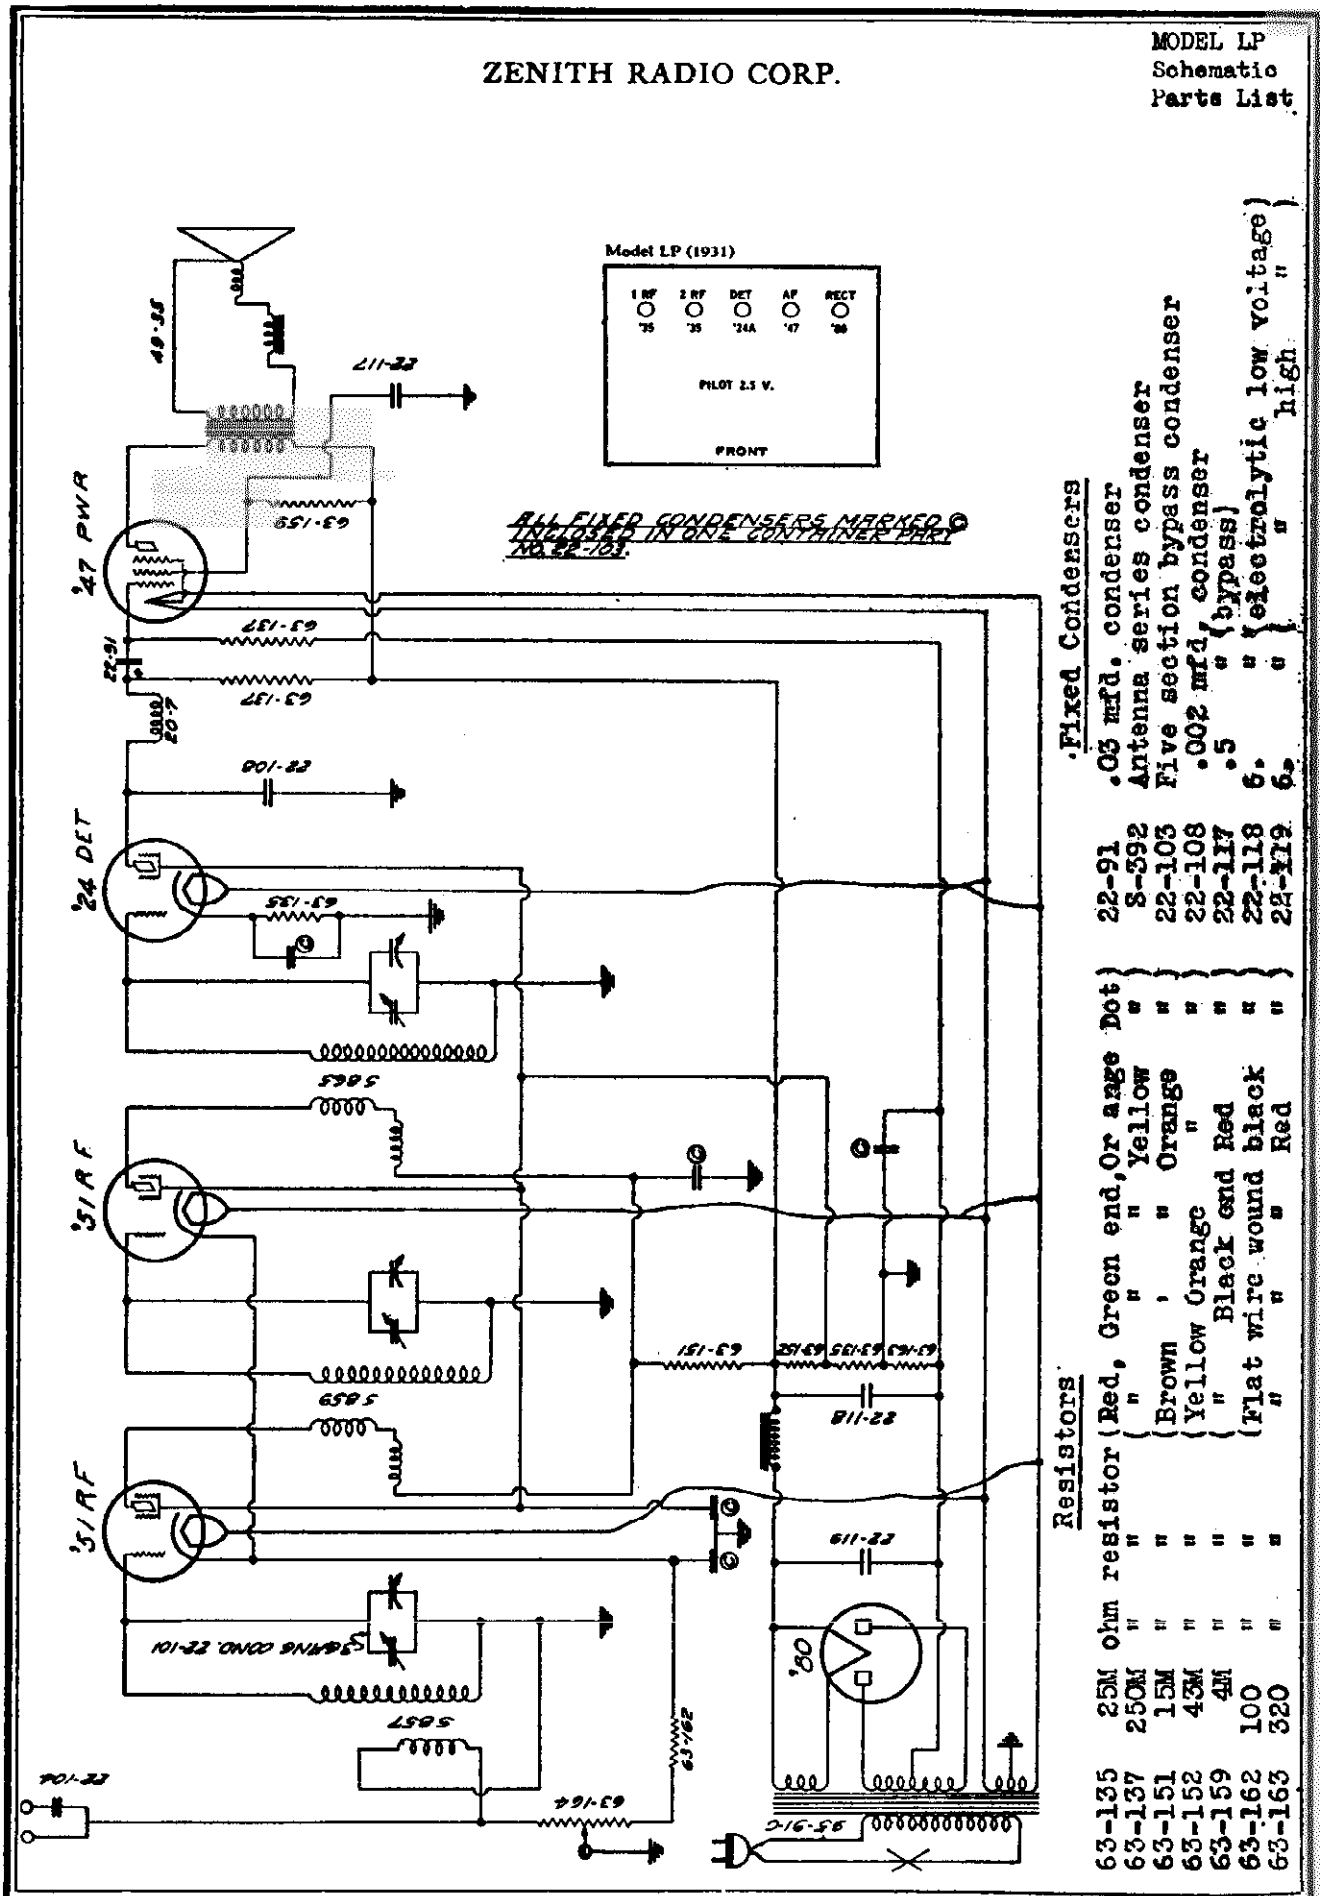 ZENITH RADIO CORP.
MODEL LP
Schematic
Parts List
Model LP (1931)
1 RF 2 RF DET AF RECT
'35 '35 '24A '47 '80
PILOT 2.5 V.
FRONT
ALL FIXED CONDENSERS MARKED ©
INCLOSED IN ONE CONTAINER PART
NO. 22-103.
49-35
22-117
'47 PWR
63-159
63-137
22-91
63-137
20-7
22-108
'24 DET
63-135
©
S 863
'51 R F
©
©
S 859
63-151
63-152
63-135
63-163
22-118
'51 R F
©
©
22-119
3 GANG COND. 22-101
'80
S 857
63-162
22-104
63-164
95-91-C
Resistors
63-135 25M ohm resistor (Red, Green end, Or ange Dot)
63-137 250M " " ( " " " Yellow " )
63-151 15M " " (Brown , " Orange " )
63-152 43M " " (Yellow Orange " " )
63-159 4M " " ( " Black end Red " )
63-162 100 " " (Flat wire wound black " )
63-163 320 " " " " " Red " )
.Fixed Condensers
22-91 .03 mfd. condenser
S-392 Antenna series condenser
22-103 Five section bypass condenser
22-108 .002 mfd, condenser
22-117 .5 " (bypass)
22-118 6. " "(electrolytic low voltage)
22-119 6. " ( " high " )